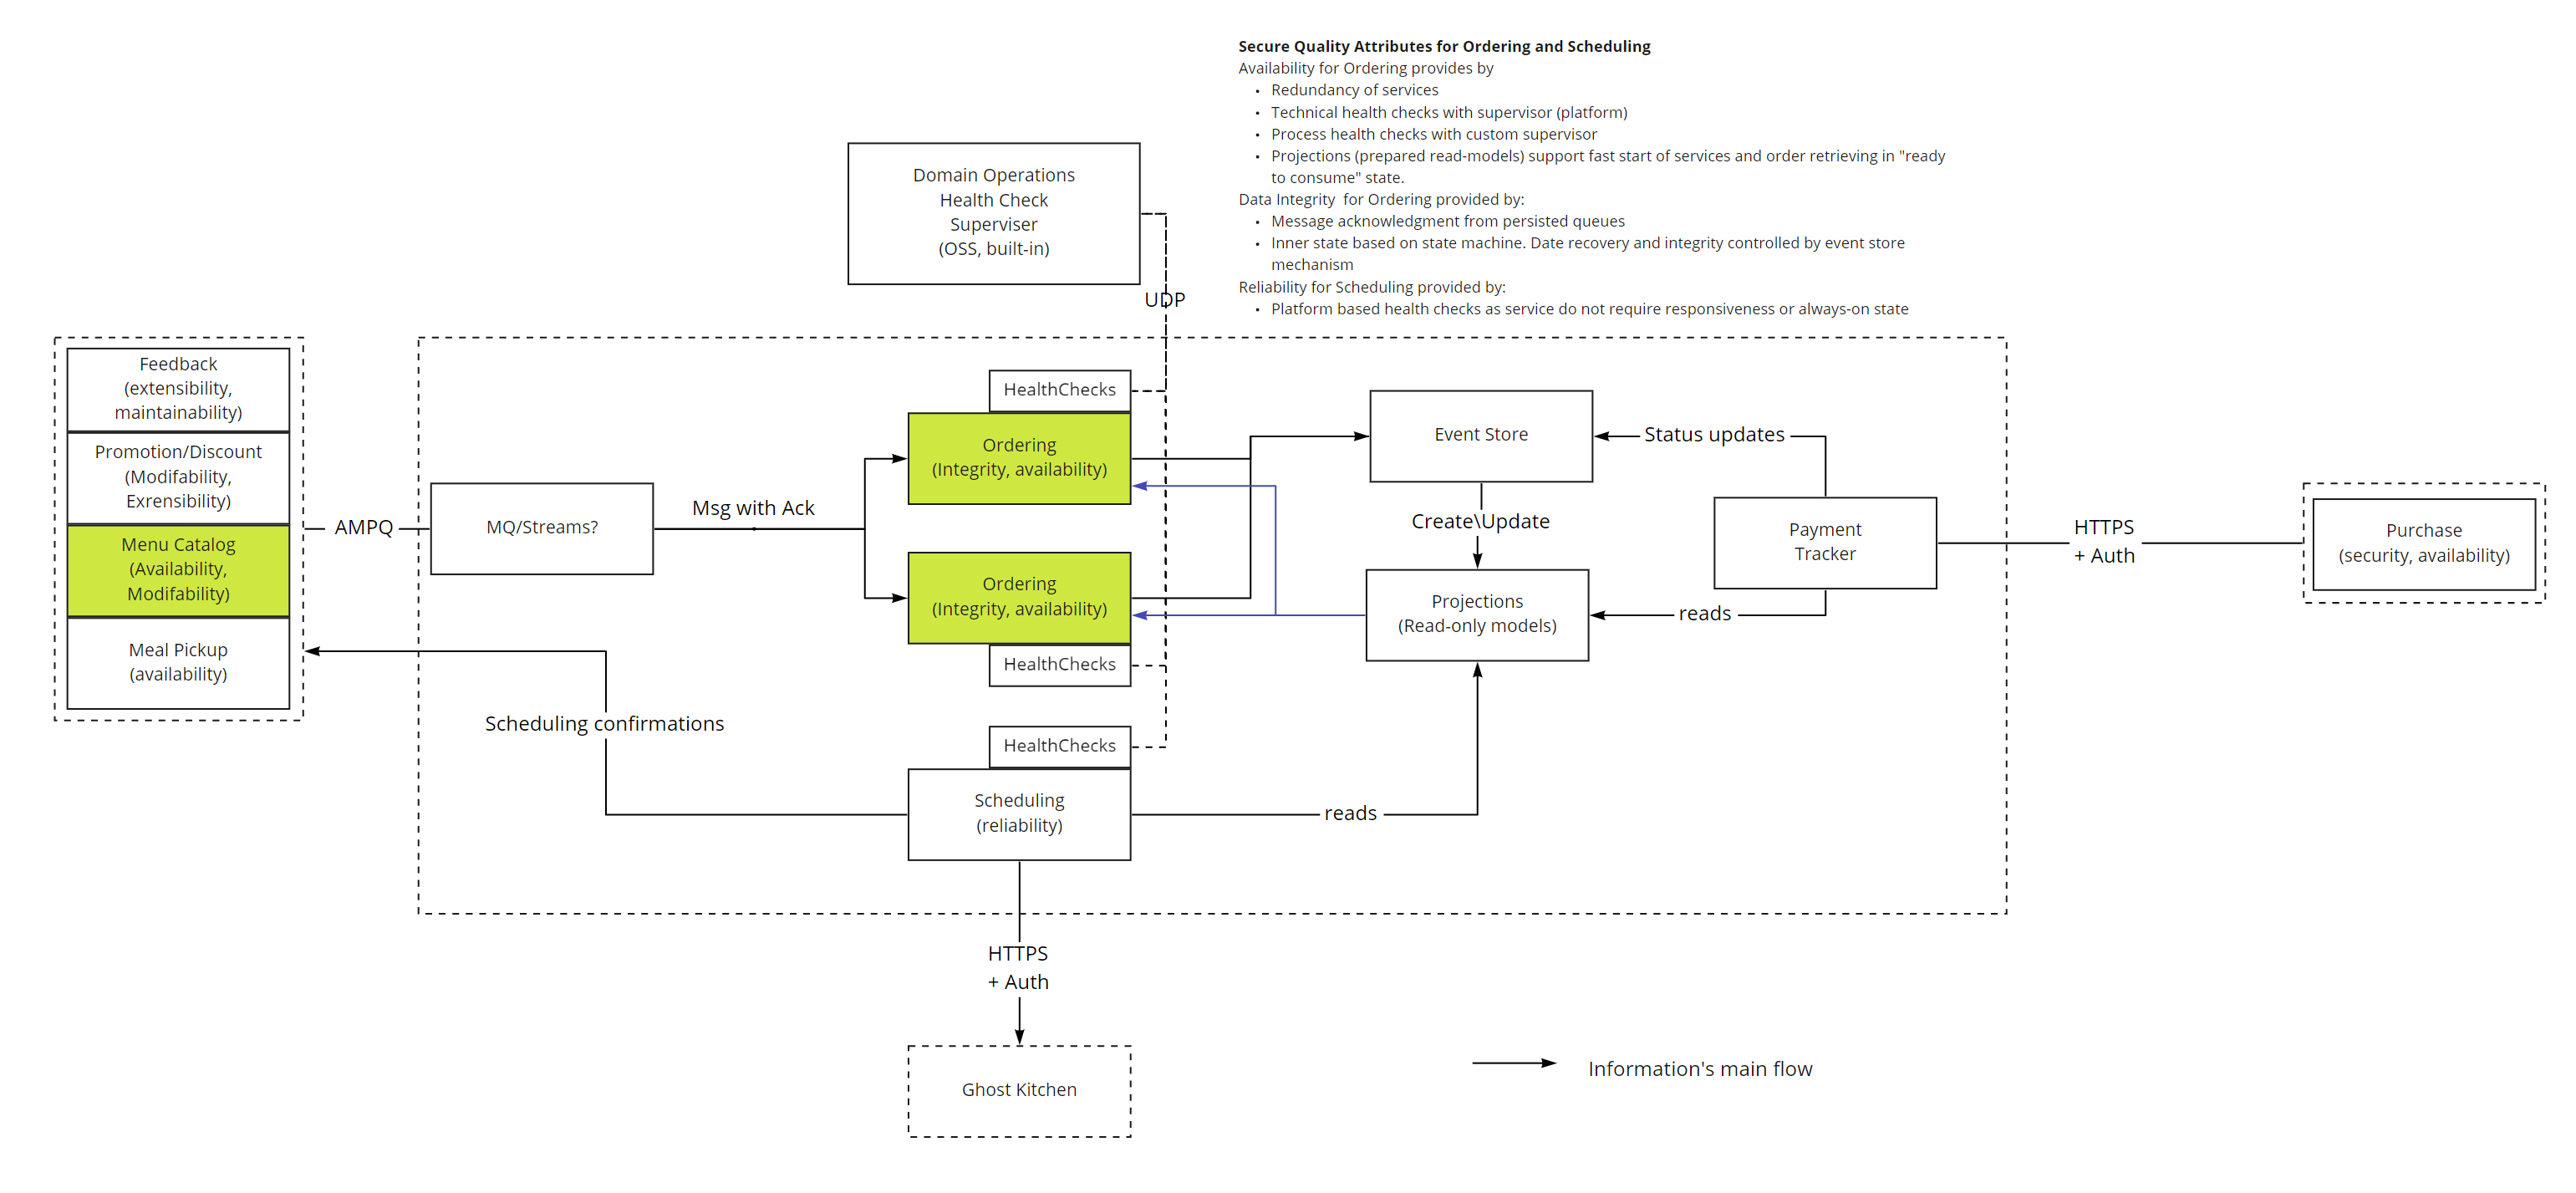 Secure Quality Attributes for Ordering and Scheduling
Availability for Ordering provides by
• Redundancy of services
• Technical health checks with supervisor (platform)
• Process health checks with custom supervisor
• Projections (prepared read-models) support fast start of services and order retrieving in "ready
to consume" state.
Data Integrity  for Ordering provided by:
• Message acknowledgment from persisted queues
• Inner state based on state machine. Date recovery and integrity controlled by event store
mechanism
Reliability for Scheduling provided by:
• Platform based health checks as service do not require responsiveness or always-on state
Domain Operations
Health Check
Superviser
(OSS, built-in)
UDP
Feedback
(extensibility,
maintainability)
Promotion/Discount
(Modifability,
Exrensibility)
Menu Catalog
(Availability,
Modifability)
Meal Pickup
(availability)
AMPQ
MQ/Streams?
Msg with Ack
HealthChecks
Ordering
(Integrity, availability)
Ordering
(Integrity, availability)
HealthChecks
Event Store
Status updates
Create\Update
Projections
(Read-only models)
Payment
Tracker
reads
HTTPS
+ Auth
Purchase
(security, availability)
Scheduling confirmations
HealthChecks
Scheduling
(reliability)
reads
HTTPS
+ Auth
Ghost Kitchen
Information's main flow